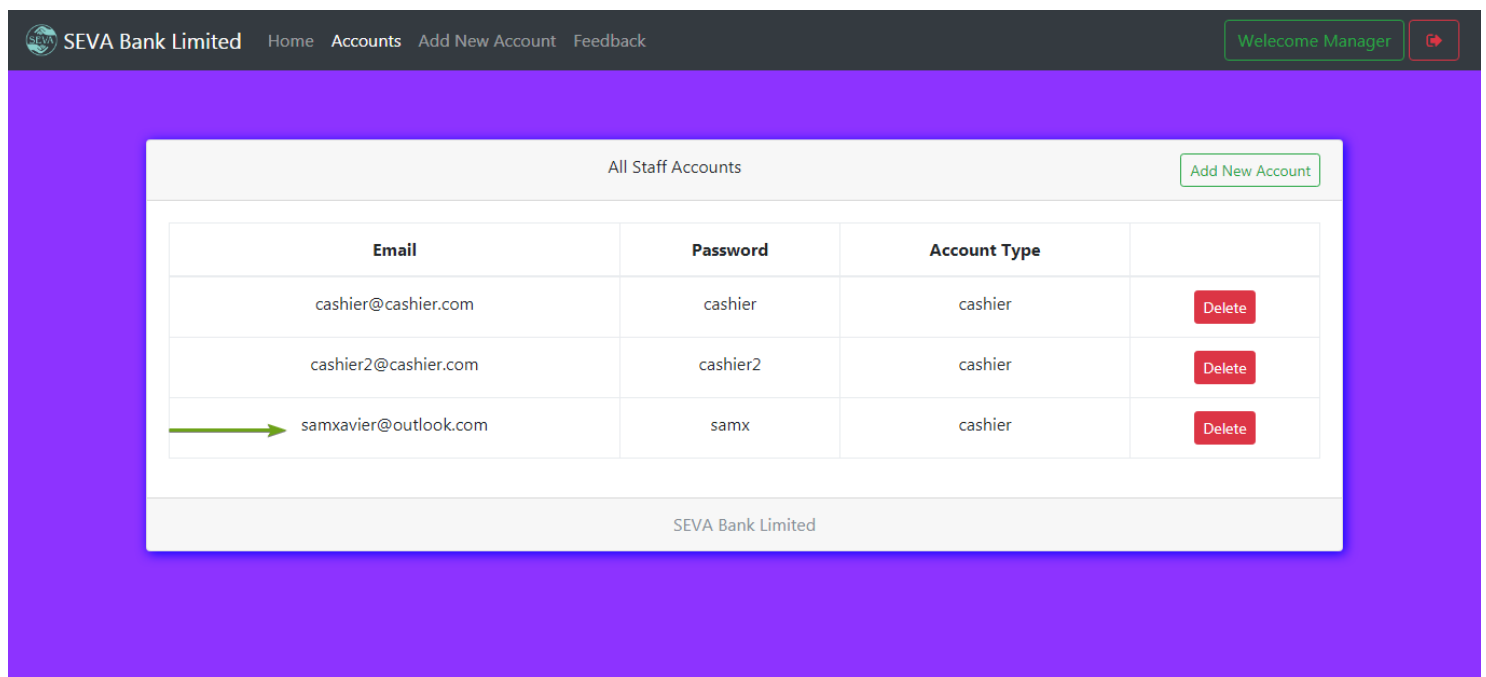 SEVA SEVA Bank Limited Home Accounts Add New Account Feedback Welecome Manager
All Staff Accounts Add New Account
Email Password Account Type
cashier@cashier.com cashier cashier Delete
cashier2@cashier.com cashier2 cashier Delete
samxavier@outlook.com samx cashier Delete
SEVA Bank Limited